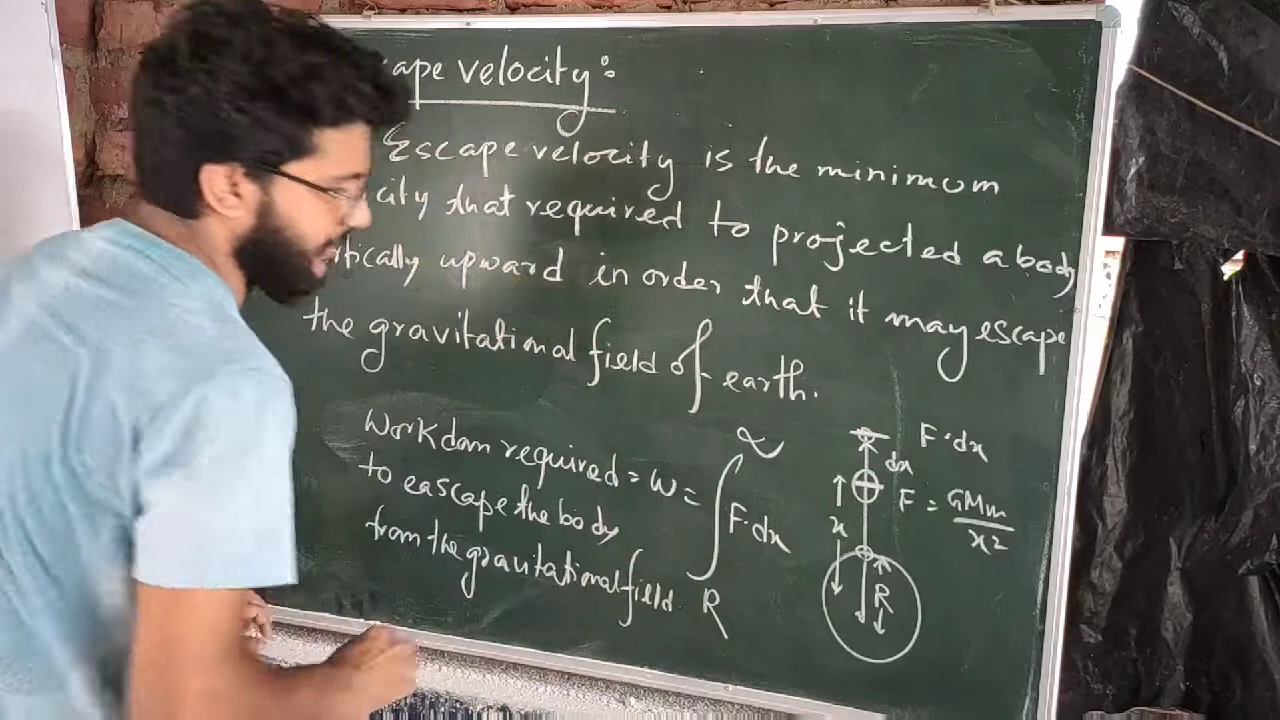 ape velocity:
Escape velocity is the minimum
city that required to projected a body
tically upward in order that it may escape
the gravitational field of earth.
Workdom required = W = ∫ F·dx
∝
R
to eascape the body
from the gravitational field.
F·dx
dx
F = GMm/x2
x
R